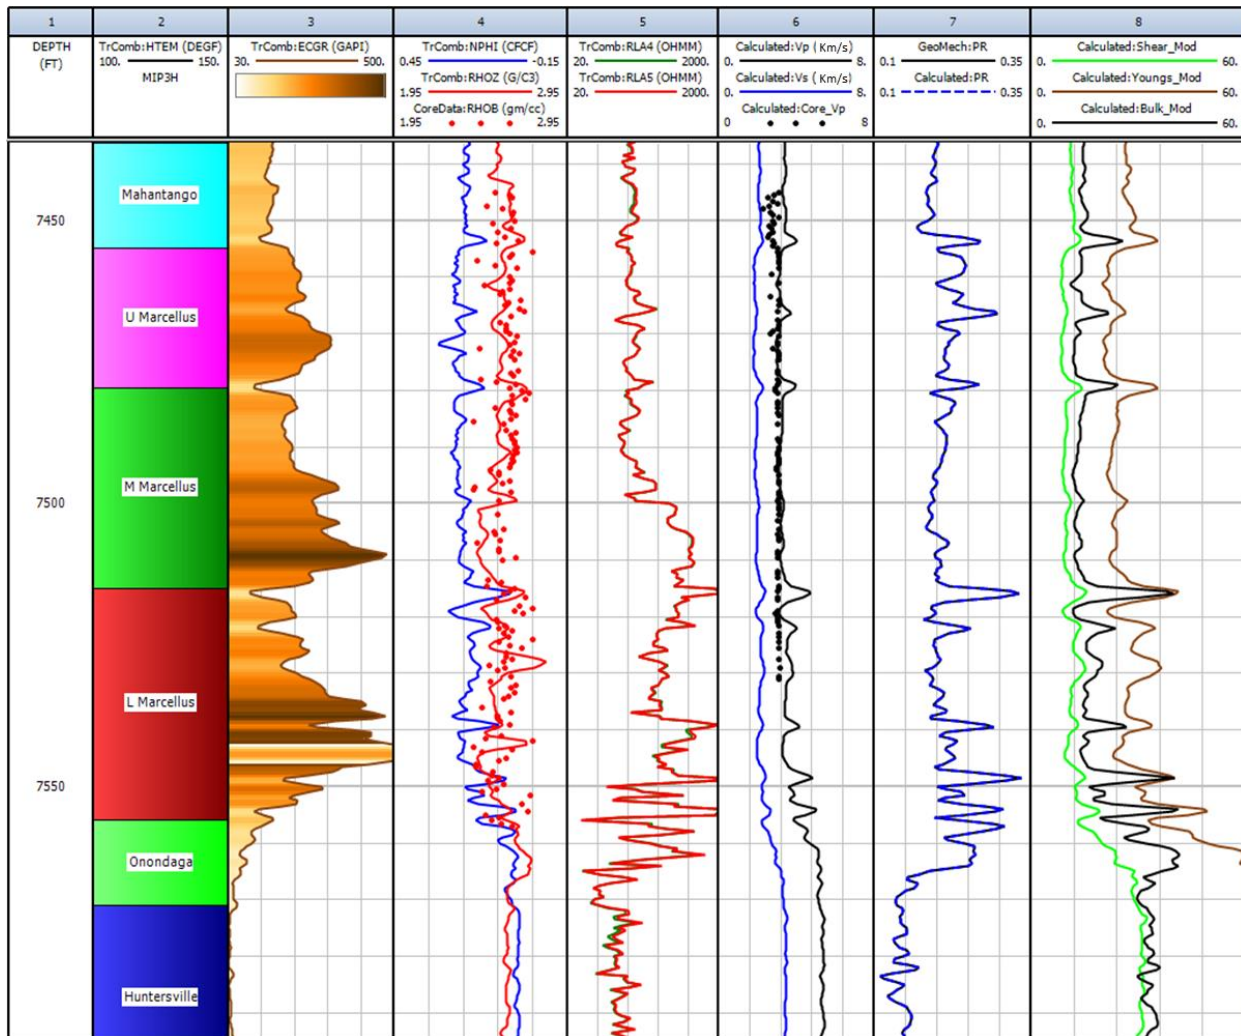 1 2 3 4 5 6 7 8
DEPTH (FT)
TrComb:HTEM (DEGF)
100. 150.
MIP3H
TrComb:ECGR (GAPI)
30. 500.
TrComb:NPHI (CFCF)
0.45 -0.15
TrComb:RHOZ (G/C3)
1.95 2.95
CoreData:RHOB (gm/cc)
1.95 2.95
TrComb:RLA4 (OHMM)
20. 2000.
TrComb:RLA5 (OHMM)
20. 2000.
Calculated:Vp (Km/s)
0. 8.
Calculated:Vs (Km/s)
0. 8.
Calculated:Core_Vp
0 8
GeoMech:PR
0.1 0.35
Calculated:PR
0.1 0.35
Calculated:Shear_Mod
0. 60.
Calculated:Youngs_Mod
0. 60.
Calculated:Bulk_Mod
0. 60.
Mahantango
7450
U Marcellus
M Marcellus
7500
L Marcellus
7550
Onondaga
Huntersville